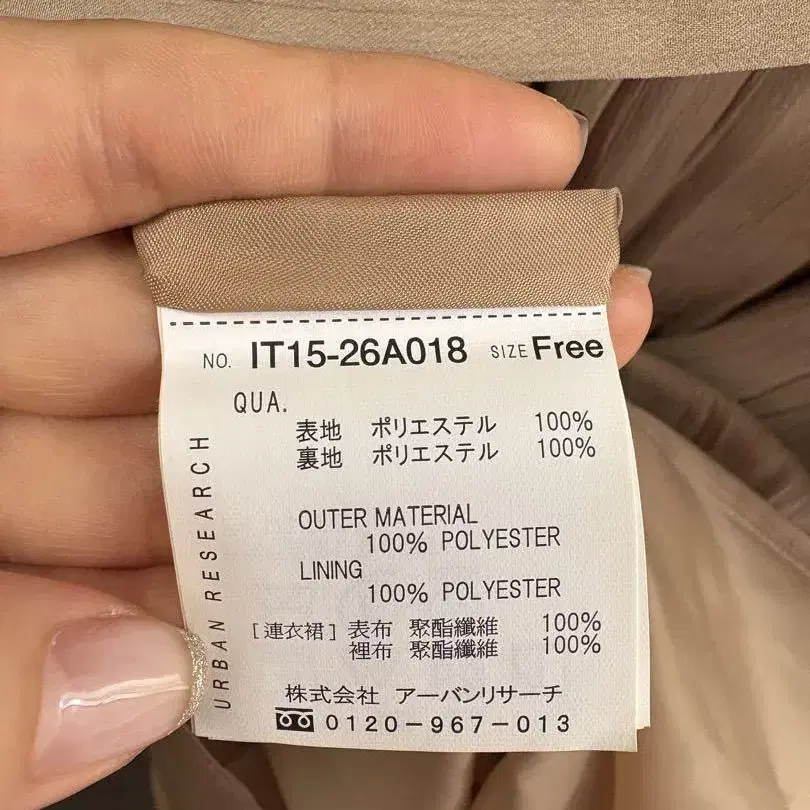 NO. IT15-26A018 SIZE Free
QUA.
表地 ポリエステル 100%
裏地 ポリエステル 100%
OUTER MATERIAL
100% POLYESTER
LINING
100% POLYESTER
[連衣裙] 表布 聚酯纖維 100%
裡布 聚酯纖維 100%
株式会社 アーバンリサーチ
0120-967-013
URBAN RESEARCH